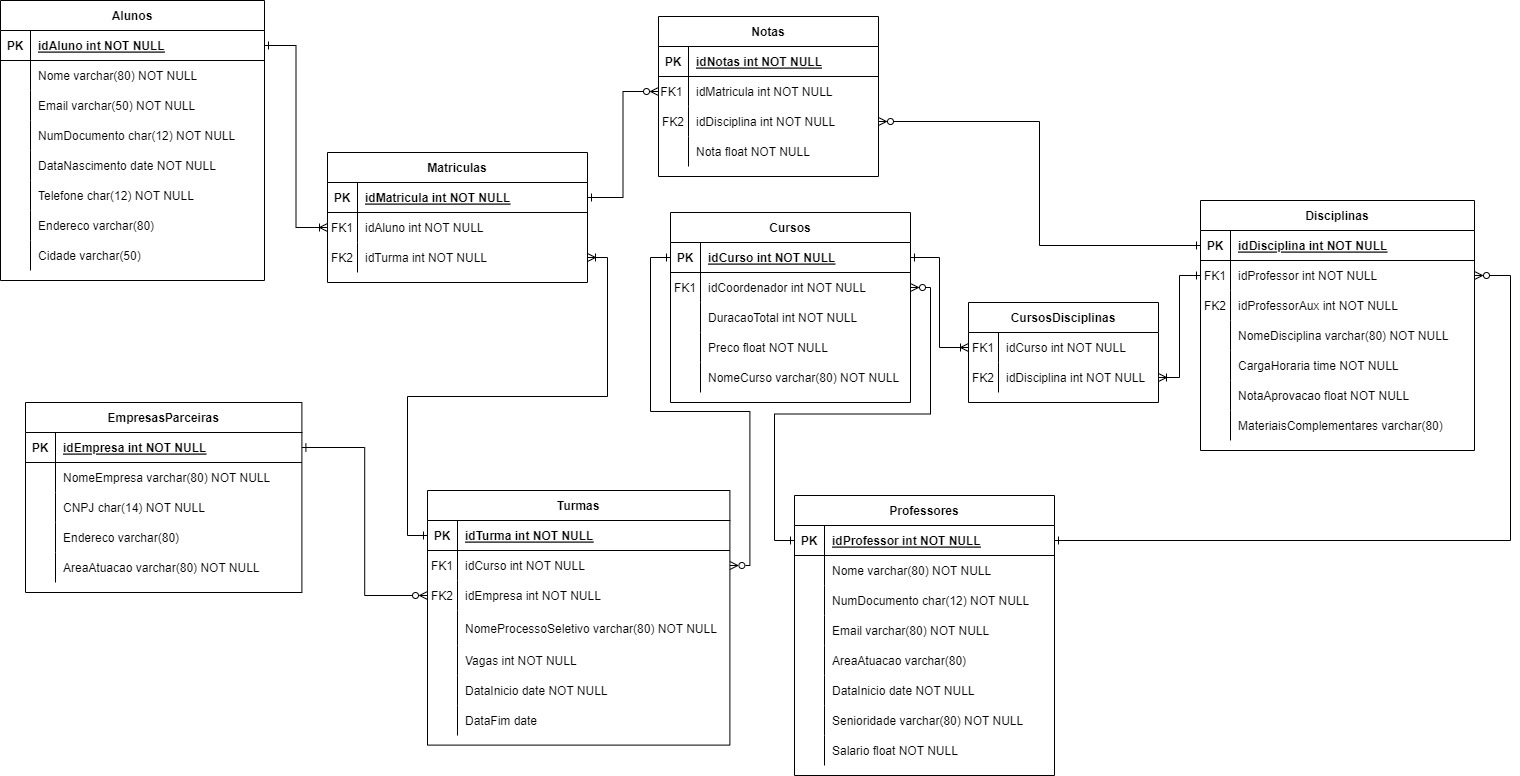 Alunos
PK idAluno int NOT NULL
Nome varchar(80) NOT NULL
Email varchar(50) NOT NULL
NumDocumento char(12) NOT NULL
DataNascimento date NOT NULL
Telefone char(12) NOT NULL
Endereco varchar(80)
Cidade varchar(50)
Matriculas
PK idMatricula int NOT NULL
FK1 idAluno int NOT NULL
FK2 idTurma int NOT NULL
Notas
PK idNotas int NOT NULL
FK1 idMatricula int NOT NULL
FK2 idDisciplina int NOT NULL
Nota float NOT NULL
Cursos
PK idCurso int NOT NULL
FK1 idCoordenador int NOT NULL
DuracaoTotal int NOT NULL
Preco float NOT NULL
NomeCurso varchar(80) NOT NULL
CursosDisciplinas
FK1 idCurso int NOT NULL
FK2 idDisciplina int NOT NULL
Disciplinas
PK idDisciplina int NOT NULL
FK1 idProfessor int NOT NULL
FK2 idProfessorAux int NOT NULL
NomeDisciplina varchar(80) NOT NULL
CargaHoraria time NOT NULL
NotaAprovacao float NOT NULL
MateriaisComplementares varchar(80)
EmpresasParceiras
PK idEmpresa int NOT NULL
NomeEmpresa varchar(80) NOT NULL
CNPJ char(14) NOT NULL
Endereco varchar(80)
AreaAtuacao varchar(80) NOT NULL
Turmas
PK idTurma int NOT NULL
FK1 idCurso int NOT NULL
FK2 idEmpresa int NOT NULL
NomeProcessoSeletivo varchar(80) NOT NULL
Vagas int NOT NULL
DataInicio date NOT NULL
DataFim date
Professores
PK idProfessor int NOT NULL
Nome varchar(80) NOT NULL
NumDocumento char(12) NOT NULL
Email varchar(80) NOT NULL
AreaAtuacao varchar(80)
DataInicio date NOT NULL
Senioridade varchar(80) NOT NULL
Salario float NOT NULL